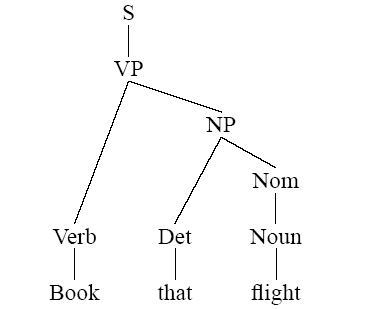 S
VP
NP
Nom
Verb Det Noun
Book that flight